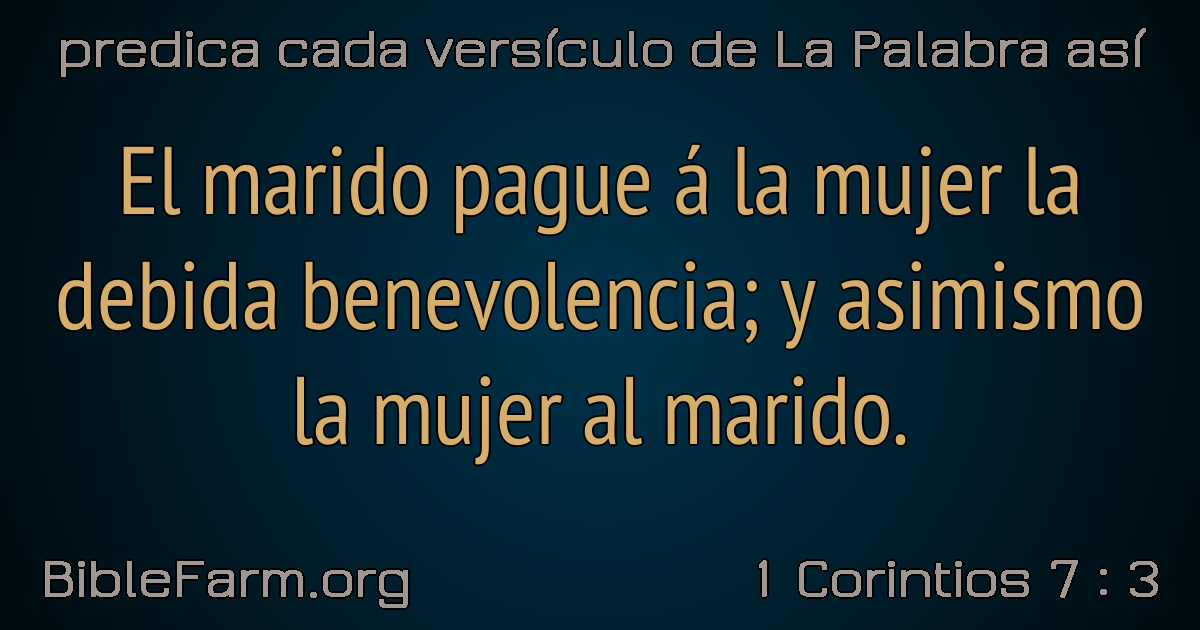 predica cada versículo de La Palabra así
El marido pague á la mujer la
debida benevolencia; y asimismo
la mujer al marido.
BibleFarm.org
1 Corintios 7 : 3